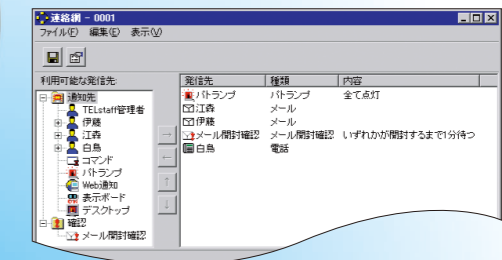 連絡網 - 0001
ファイル(F) 編集(E) 表示(V)
利用可能な発信先:
通知先
TELstaff管理者
伊藤
江森
白鳥
コマンド
パトランプ
Web通知
表示ボード
デスクトップ
確認
メール開封確認
発信先 種類 内容
パトランプ パトランプ 全て点灯
江森 メール
伊藤 メール
メール開封確認 メール開封確認 いずれかが開封するまで1分待つ
白鳥 電話